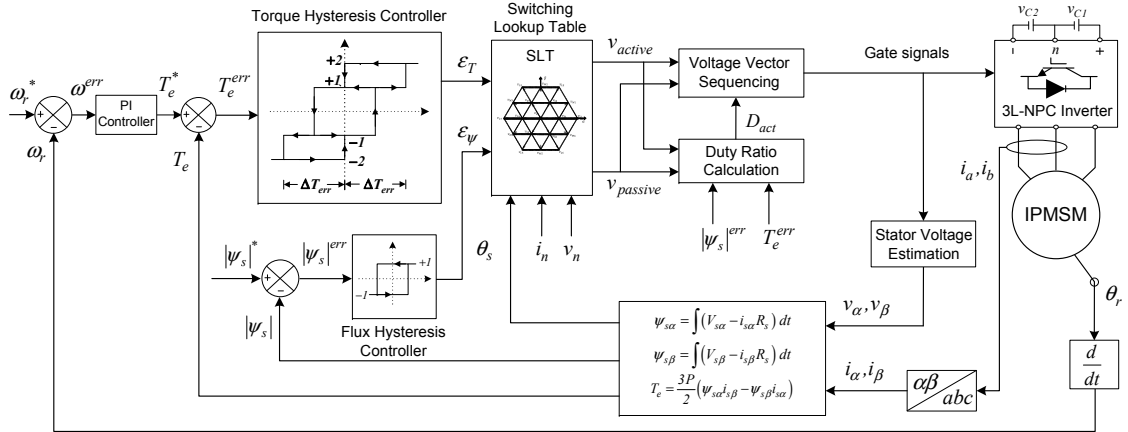 Torque Hysteresis Controller
+2
+1
−1
−2
ΔT_err ΔT_err
Switching
Lookup Table
SLT
v_active
v_passive
Voltage Vector
Sequencing
D_act
Duty Ratio
Calculation
|ψ_s|^err
T_e^err
Gate signals
v_C2 v_C1
- n +
3L-NPC Inverter
i_a,i_b
IPMSM
θ_r
d
dt
Stator Voltage
Estimation
v_α,v_β
i_α,i_β
αβ
abc
ω_r^*
+
−
ω^err
PI
Controller
T_e^*
+
−
T_e^err
ω_r
T_e
ε_T
ε_ψ
θ_s
i_n
v_n
|ψ_s|^*
+
−
|ψ_s|^err
|ψ_s|
+1
−1
Flux Hysteresis
Controller
ψ_sα = ∫(V_sα − i_sα R_s) dt
ψ_sβ = ∫(V_sβ − i_sβ R_s) dt
T_e = 3P/2 (ψ_sα i_sβ − ψ_sβ i_sα)